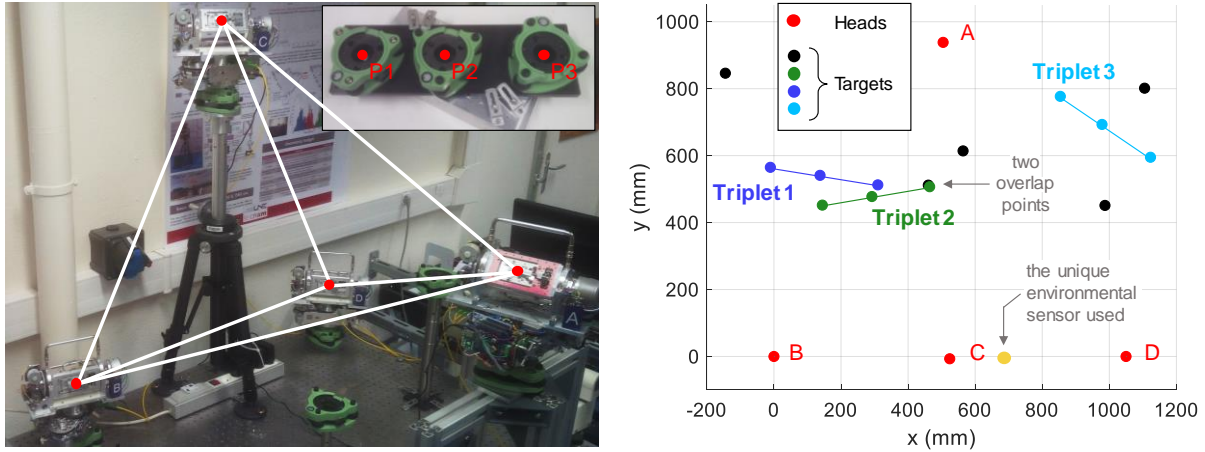 C
P1
P2
P3
D
A
B
Heads
Targets
A
Triplet 3
Triplet 1
Triplet 2
two
overlap
points
the unique
environmental
sensor used
B
C
D
1000
800
600
400
200
0
y (mm)
-200 0 200 400 600 800 1000 1200
x (mm)